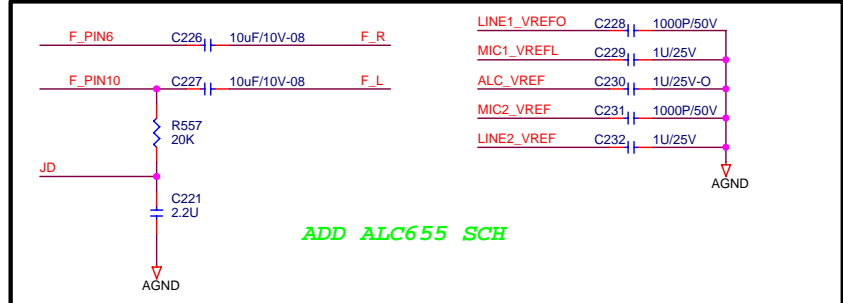 F_PIN6 C226 10uF/10V-08 F_R
F_PIN10 C227 10uF/10V-08 F_L
R557
20K
JD
C221
2.2U
AGND
LINE1_VREFO C228 1000P/50V
MIC1_VREFL C229 1U/25V
ALC_VREF C230 1U/25V-O
MIC2_VREF C231 1000P/50V
LINE2_VREF C232 1U/25V
AGND
ADD ALC655 SCH